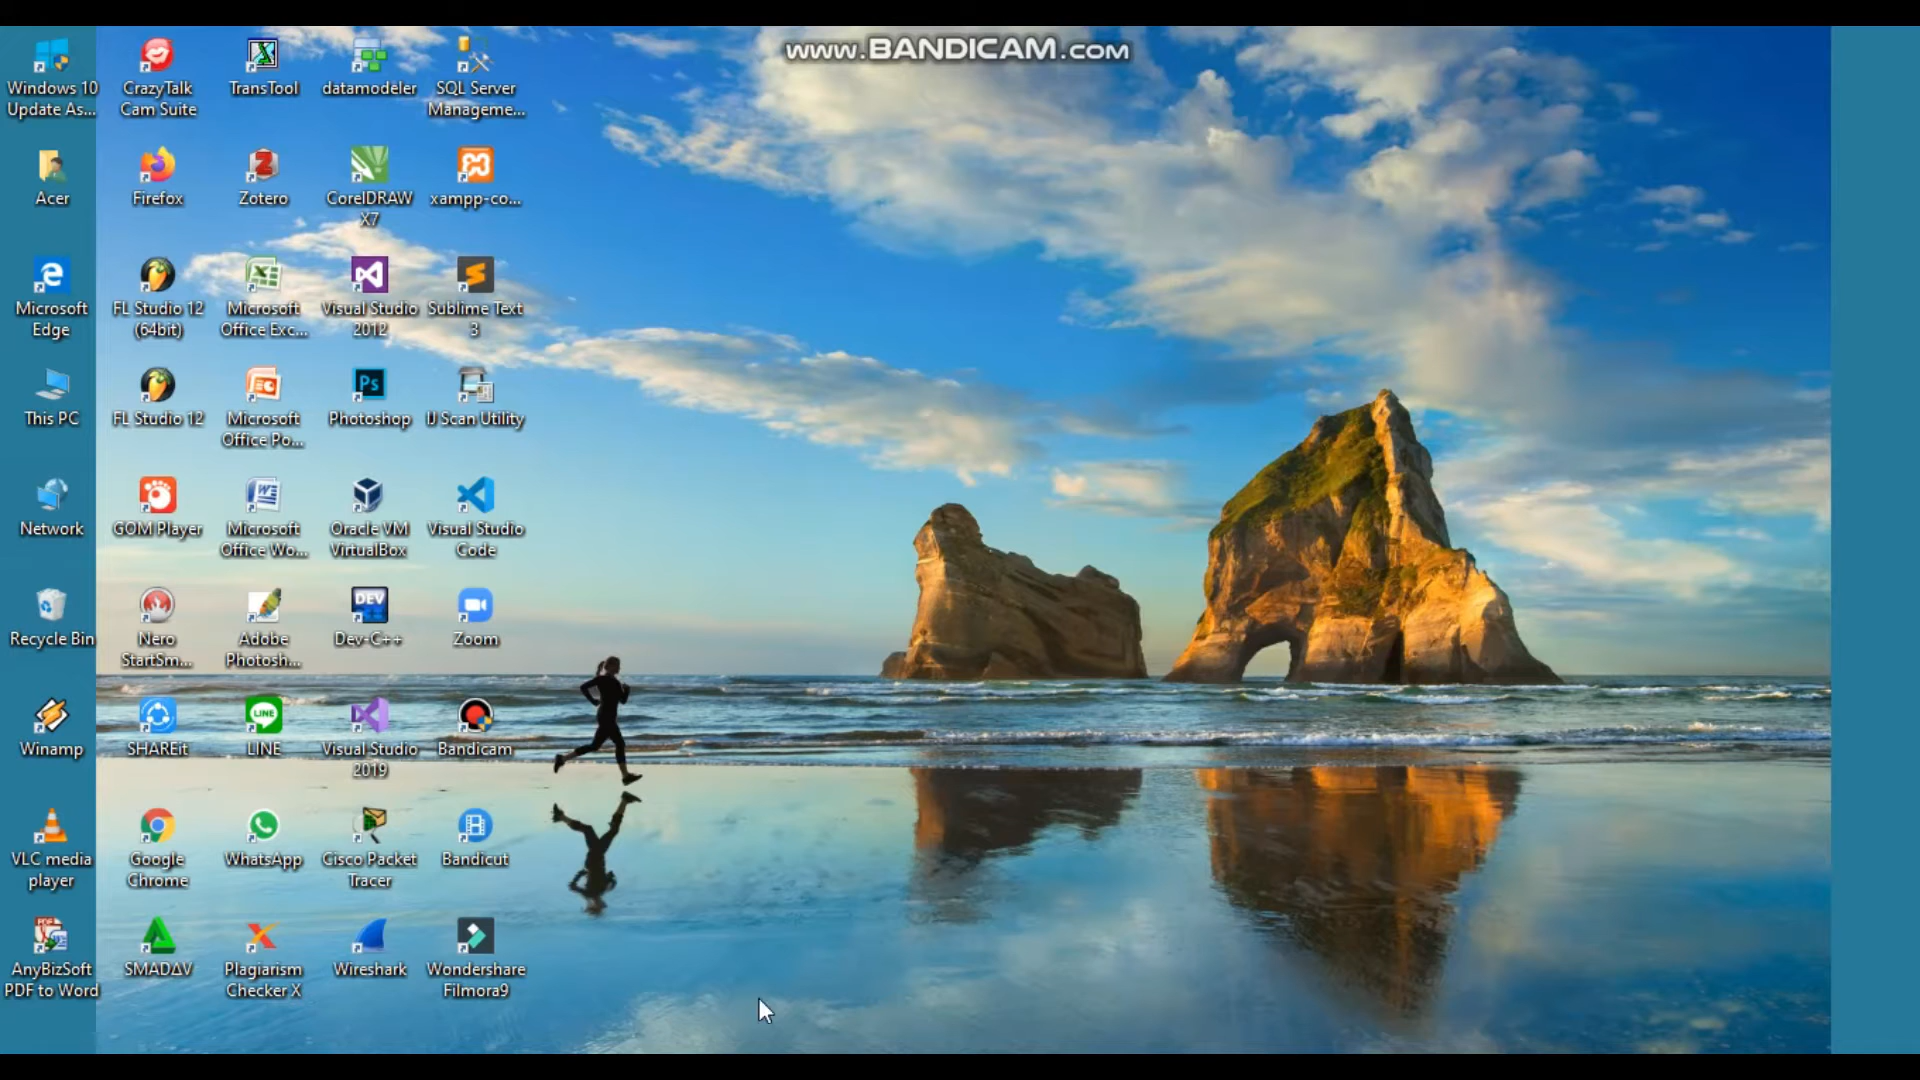 www.BANDICAM.com
Windows 10
Update As...
CrazyTalk
Cam Suite
TransTool
datamodeler
SQL Server
Manageme...
Acer
Firefox
Zotero
CorelDRAW
X7
xampp-co...
Microsoft
Edge
FL Studio 12
(64bit)
Microsoft
Office Exc...
Visual Studio
2012
Sublime Text
3
This PC
FL Studio 12
Microsoft
Office Po...
Ps
Photoshop
IJ Scan Utility
Network
GOM Player
Microsoft
Office Wo...
Oracle VM
VirtualBox
Visual Studio
Code
Recycle Bin
Nero
StartSm...
Adobe
Photosh...
DEV
Dev-C++
Zoom
Winamp
SHAREit
LINE
LINE
Visual Studio
2019
Bandicam
VLC media
player
Google
Chrome
WhatsApp
Cisco Packet
Tracer
Bandicut
PDF
AnyBizSoft
PDF to Word
SMADΔV
Plagiarism
Checker X
Wireshark
Wondershare
Filmora9